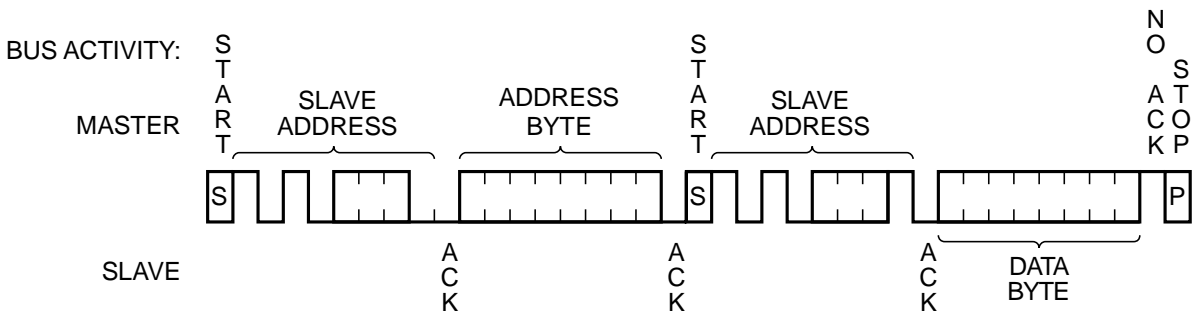 BUS ACTIVITY:
MASTER
START
SLAVE
ADDRESS
ADDRESS
BYTE
START
SLAVE
ADDRESS
NO ACK
STOP
S
S
P
SLAVE
ACK
ACK
ACK
DATA
BYTE